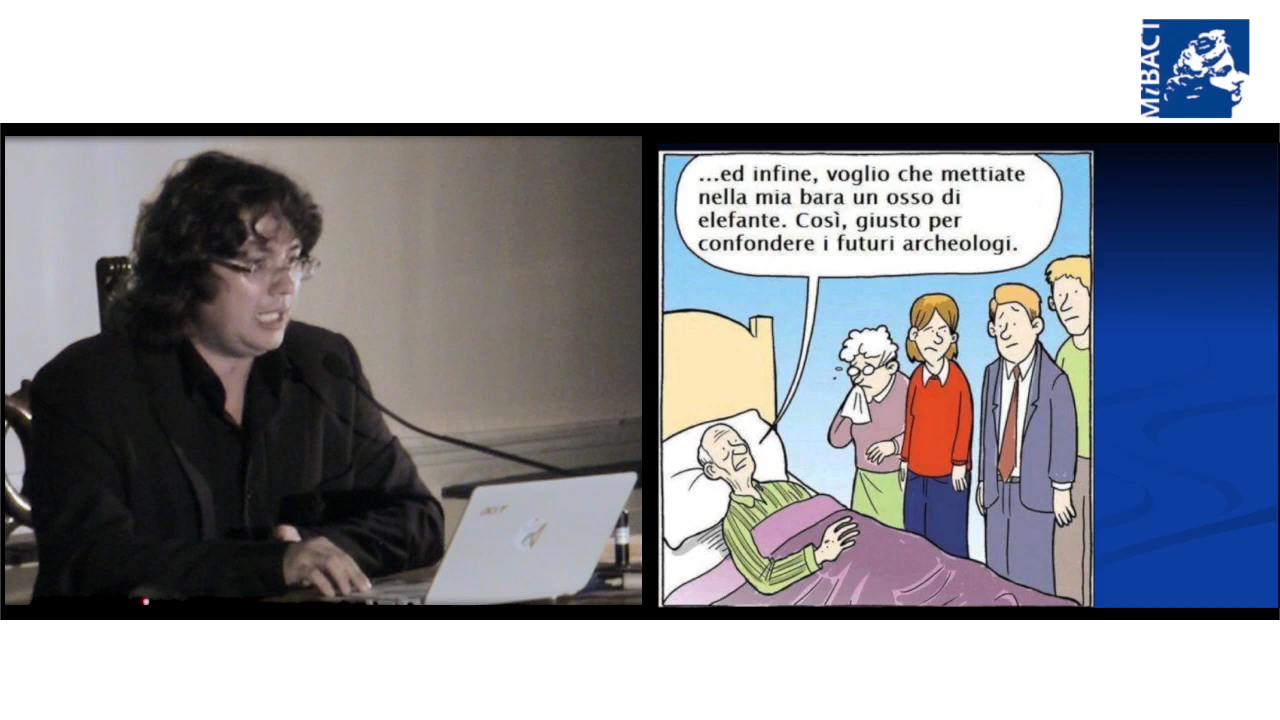 MiBACT
...ed infine, voglio che mettiate
nella mia bara un osso di
elefante. Così, giusto per
confondere i futuri archeologi.
acer